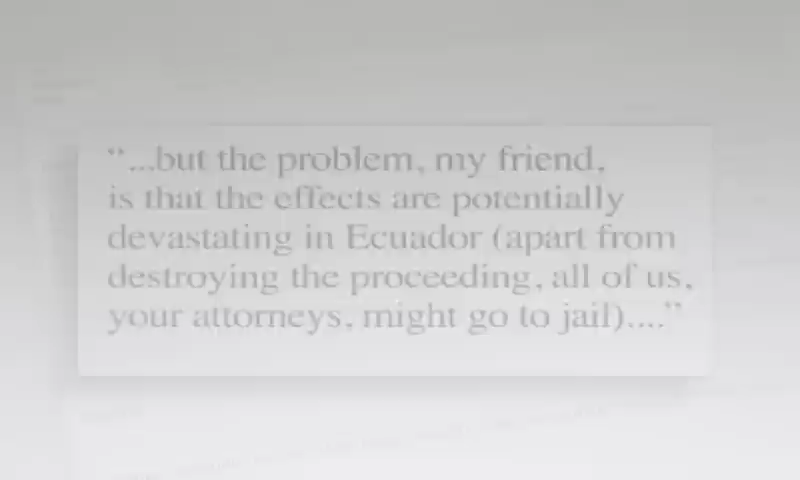 “...but the problem, my friend,
is that the effects are potentially
devastating in Ecuador (apart from
destroying the proceeding, all of us,
your attorneys, might go to jail)....”